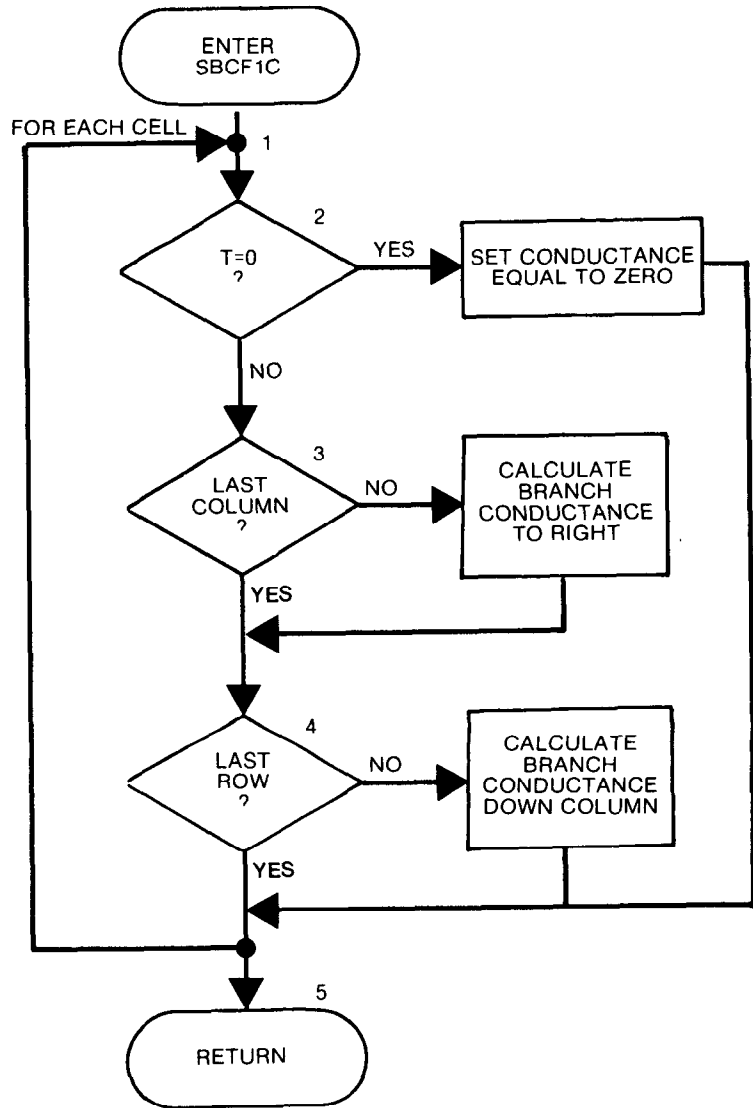 ENTER
SBCF1C
FOR EACH CELL
1
2
T=0
?
YES
SET CONDUCTANCE
EQUAL TO ZERO
NO
3
LAST
COLUMN
?
NO
CALCULATE
BRANCH
CONDUCTANCE
TO RIGHT
YES
4
LAST
ROW
?
NO
CALCULATE
BRANCH
CONDUCTANCE
DOWN COLUMN
YES
5
RETURN